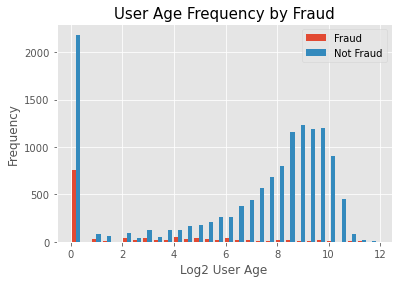 User Age Frequency by Fraud
Fraud
Not Fraud
2000
1500
1000
500
0
Frequency
0 2 4 6 8 10 12
Log2 User Age